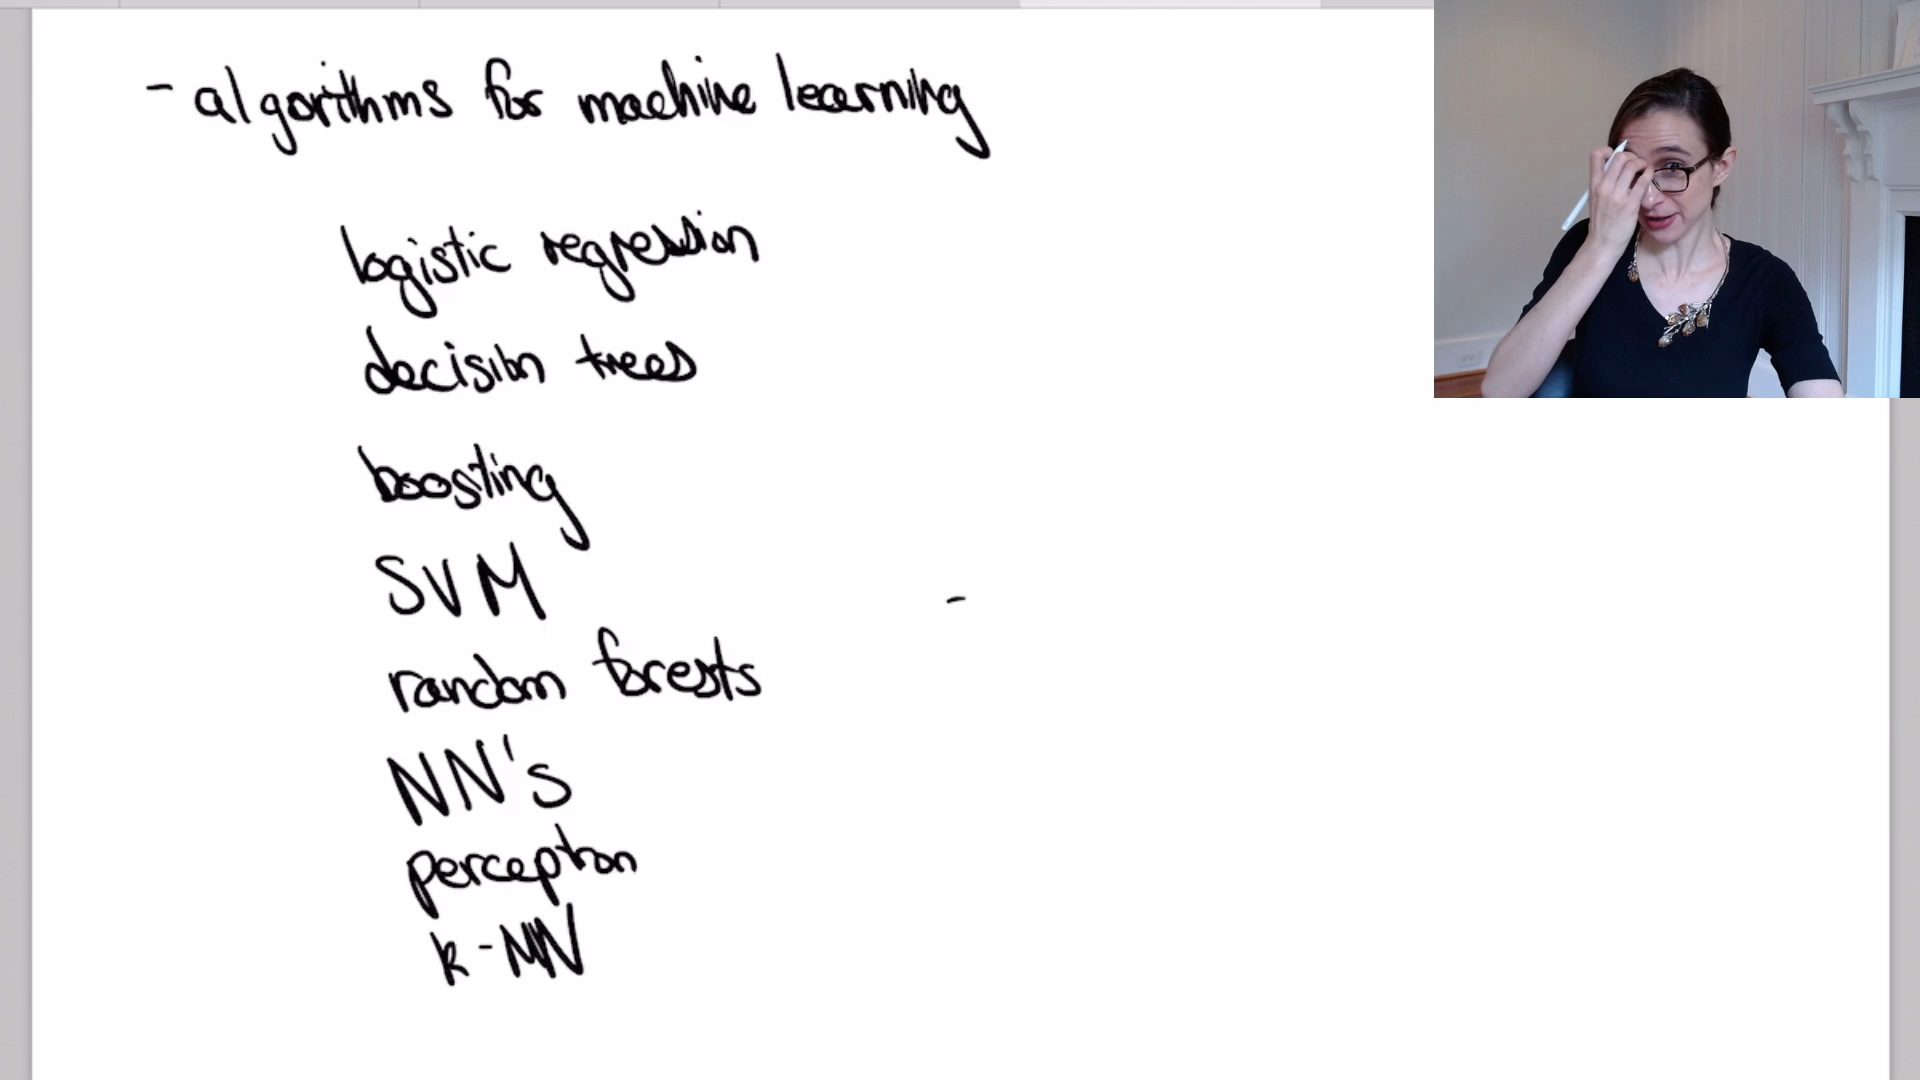 - algorithms for machine learning
logistic regression
decision trees
boosting
SVM
random forests
NN's
perceptron
k-NN
-